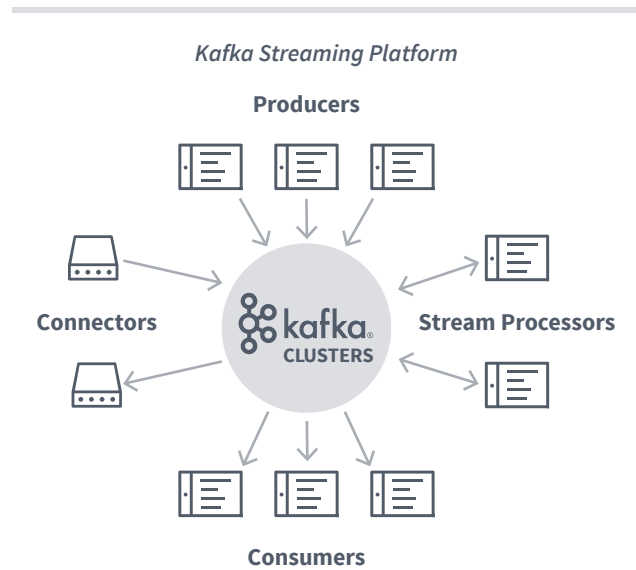 Kafka Streaming Platform
Producers
Connectors
kafka®
CLUSTERS
Stream Processors
Consumers